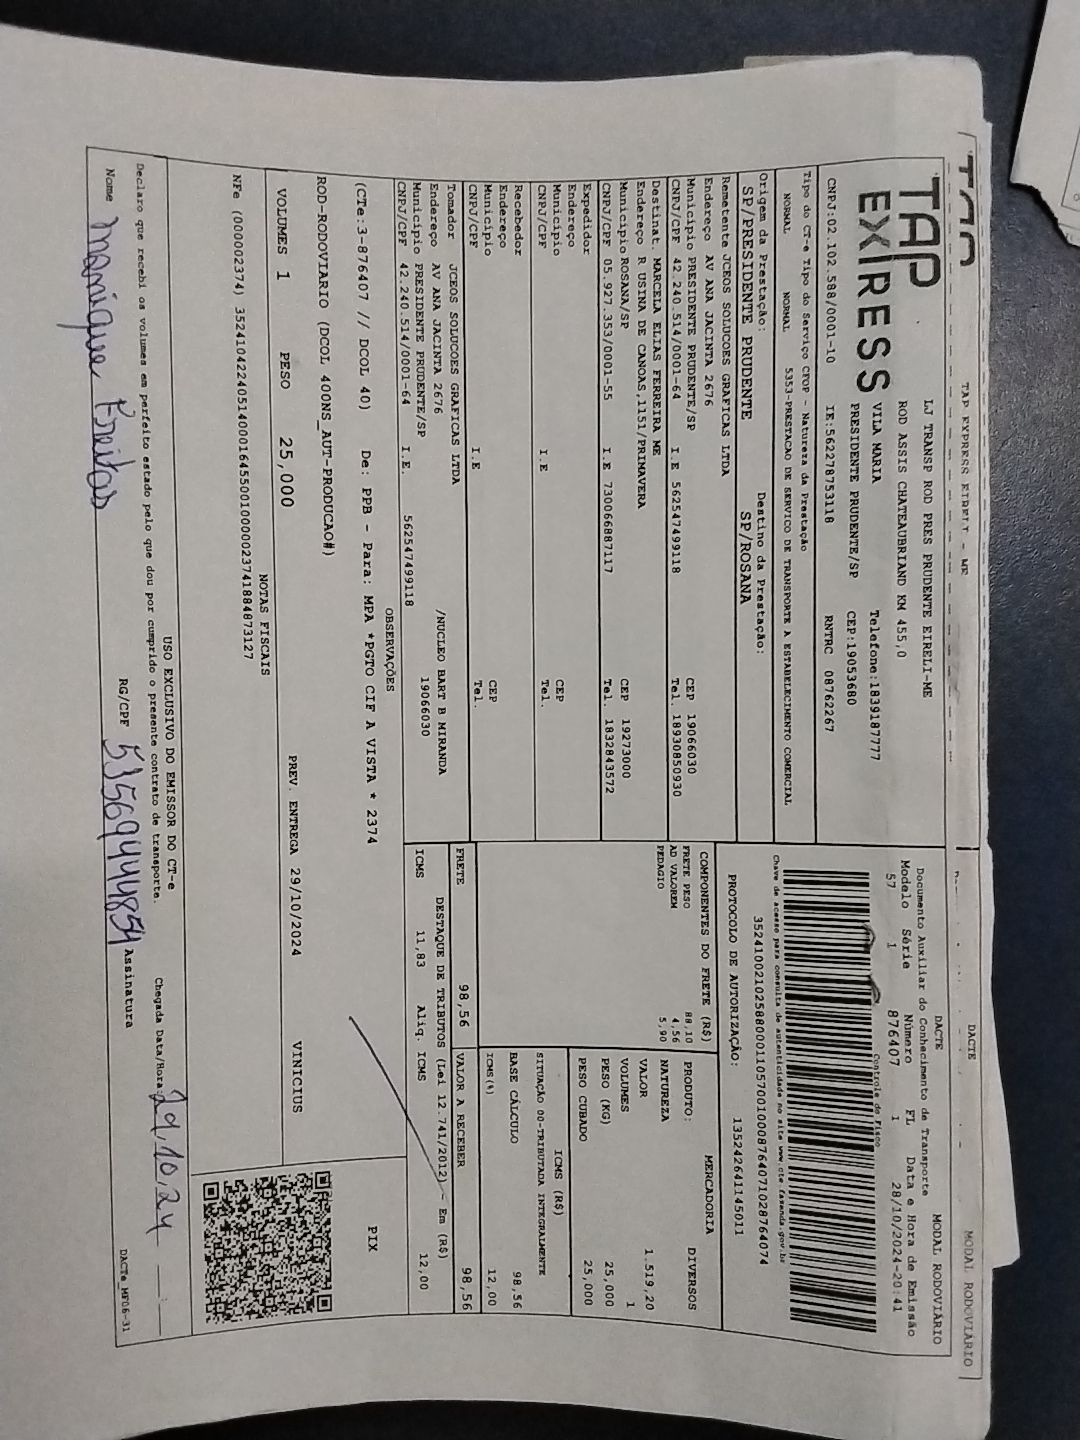 TAP EXPRESS EIRELI - ME
DACTE MODAL RODOVIÁRIO
TAP
EXPRESS
LJ TRANSP ROD PRES PRUDENTE EIRELI-ME
ROD ASSIS CHATEAUBRIAND KM 455,0
VILA MARIA Telefone:1839187777
PRESIDENTE PRUDENTE/SP CEP:19053680
CNPJ:02.102.588/0001-10 IE:562278753118 RNTRC 08762267
Tipo do CT-e Tipo do Serviço CFOP - Natureza da Prestação
NORMAL NORMAL 5353-PRESTACAO DE SERVICO DE TRANSPORTE A ESTABELECIMENTO COMERCIAL
Origem da Prestação: Destino da Prestação:
SP/PRESIDENTE PRUDENTE SP/ROSANA
Remetente JCEOS SOLUCOES GRAFICAS LTDA
Endereço AV ANA JACINTA 2676
Município PRESIDENTE PRUDENTE/SP CEP 19066030
CNPJ/CPF 42.240.514/0001-64 I.E 562547499118 Tel. 18930850930
Destinat. MARCELA ELIAS FERREIRA ME
Endereço R USINA DE CANOAS,1151/PRIMAVERA
Município ROSANA/SP CEP 19273000
CNPJ/CPF 05.927.353/0001-55 I.E 730066887117 Tel. 1832843572
Expedidor
Endereço
Município CEP
CNPJ/CPF I.E Tel.
Recebedor
Endereço
Município CEP
CNPJ/CPF I.E Tel.
Tomador JCEOS SOLUCOES GRAFICAS LTDA
Endereço AV ANA JACINTA 2676 /NUCLEO BART B MIRANDA
Município PRESIDENTE PRUDENTE/SP 19066030
CNPJ/CPF 42.240.514/0001-64 I.E. 562547499118
DACTE MODAL RODOVIÁRIO
Documento Auxiliar do Conhecimento de Transporte
Modelo Série Número FL Data e Hora de Emissão
57 1 876407 1 28/10/2024-20:41
Controle do Fisco
Chave de acesso para consulta de autenticidade no site www.cte.fazenda.gov.br
35241002102588000110570010008764071028764074
PROTOCOLO DE AUTORIZAÇÃO: 135242641145011
COMPONENTES DO FRETE (R$)
FRETE PESO 88,10
AD VALOREM 4,56
PEDAGIO 5,90
MERCADORIA
PRODUTO: DIVERSOS
NATUREZA
VALOR 1.519,20
VOLUMES 1
PESO (KG) 25,000
PESO CUBADO 25,000
ICMS (R$)
SITUAÇÃO 00-TRIBUTADA INTEGRALMENTE
BASE CÁLCULO 98,56
ICMS(%) 12,00
FRETE 98,56 VALOR A RECEBER 98,56
DESTAQUE DE TRIBUTOS (Lei 12.741/2012) - Em (R$)
ICMS 11,83 Aliq. ICMS 12,00
OBSERVAÇÕES
(CTe:3-876407 // DCOL 40) De: PPB - Para: MPA *PGTO CIF A VISTA * 2374
ROD-RODOVIARIO (DCOL 400NS_AUT-PRODUCAO#)
PIX
VOLUMES 1 PESO 25,000 PREV. ENTREGA 29/10/2024 VINICIUS
NOTAS FISCAIS
NFe (000002374) 35241042240514000164550010000023741884873127
USO EXCLUSIVO DO EMISSOR DO CT-e
Declaro que recebi os volumes em perfeito estado pelo que dou por cumprido o presente contrato de transporte. Chegada Data/Hora: 29,10,24 :
Nome Manique Freitas RG/CPF 53569444854 Assinatura
DACTe_MF06-31